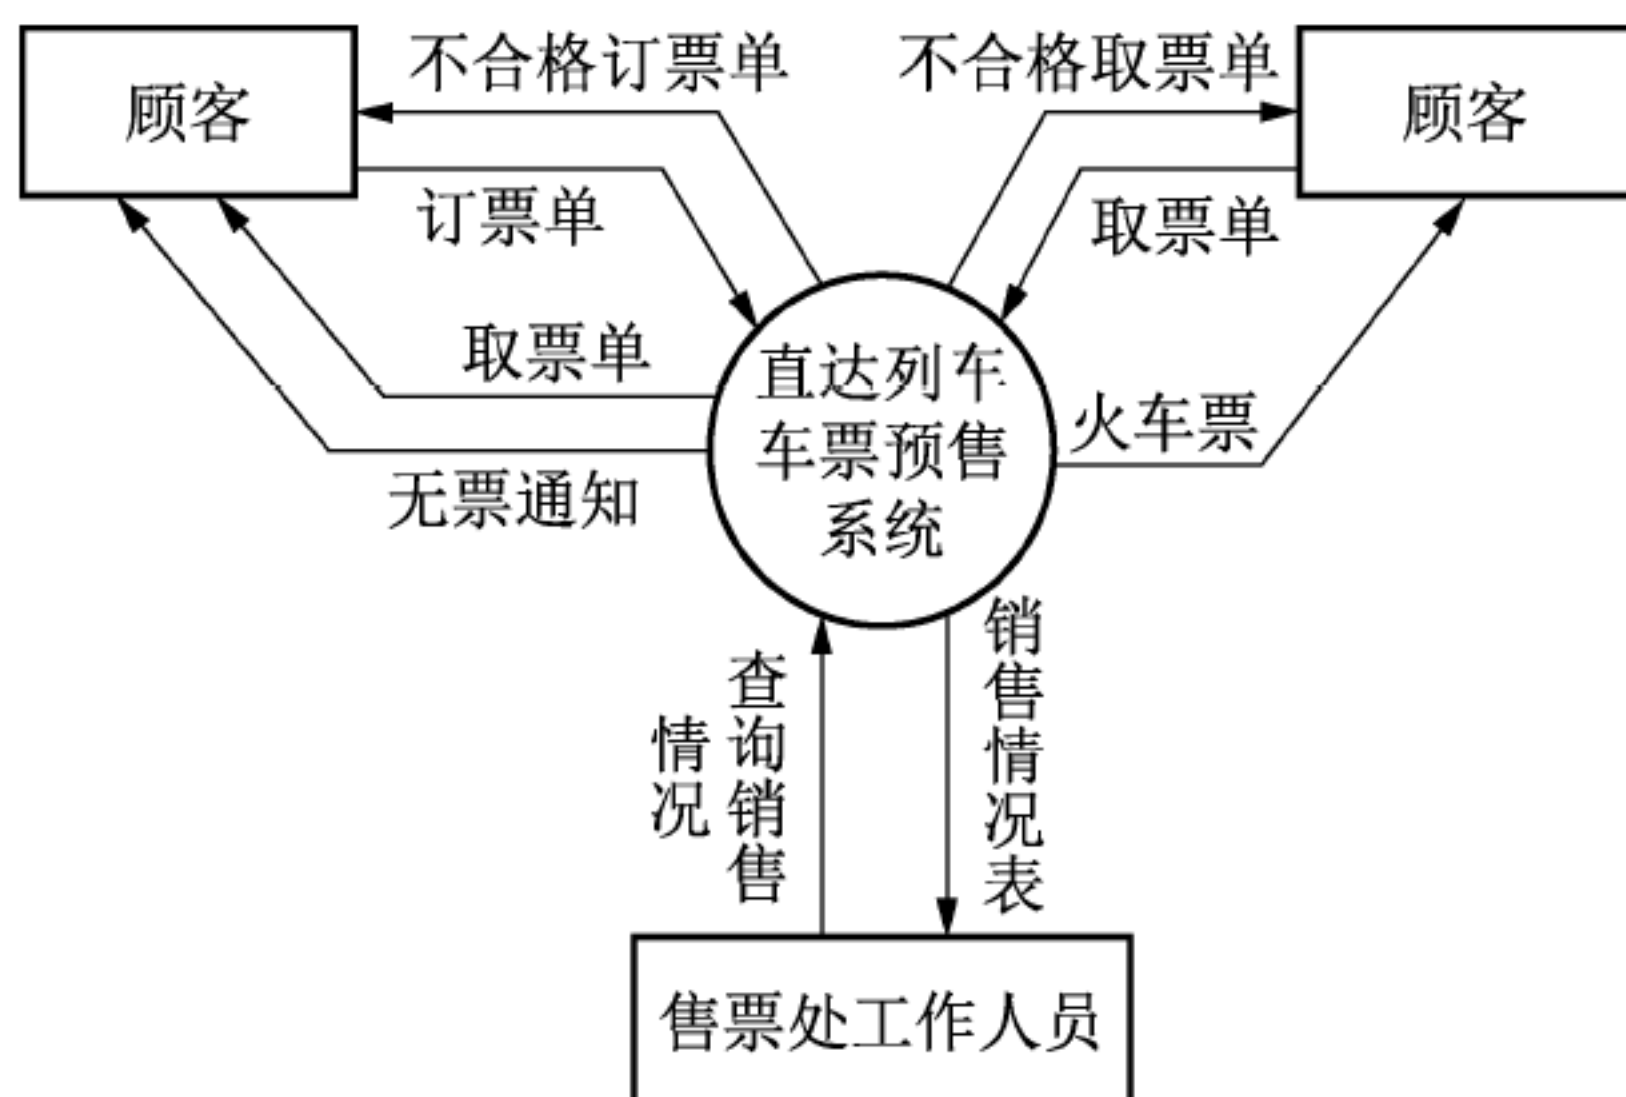 不合格订票单
不合格取票单
顾客
顾客
订票单
取票单
取票单
直达列车
车票预售
系统
火车票
无票通知
查询销售
情况
销售情况表
售票处工作人员